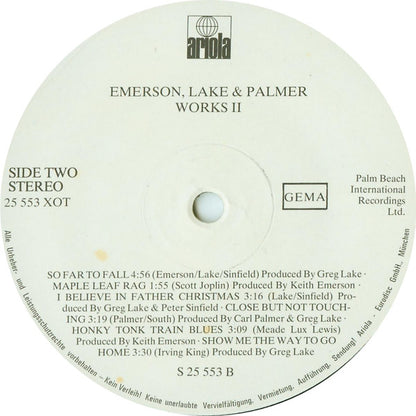 ariola
EMERSON, LAKE & PALMER
WORKS II
SIDE TWO
STEREO
25 553 XOT
GEMA
Palm Beach
International
Recordings
Ltd.
SO FAR TO FALL 4:56 (Emerson/Lake/Sinfield) Produced By Greg Lake ·
MAPLE LEAF RAG 1:55 (Scott Joplin) Produced by Keith Emerson ·
I BELIEVE IN FATHER CHRISTMAS 3:16 (Lake/Sinfield) Pro-
duced by Greg Lake & Peter Sinfield · CLOSE BUT NOT TOUCH-
ING 3:19 (Palmer/South) Produced by Carl Palmer & Greg Lake ·
HONKY TONK TRAIN BLUES 3:09 (Meade Lux Lewis)
Produced by Keith Emerson · SHOW ME THE WAY TO GO
HOME 3:30 (Irving King) Produced by Greg Lake
S 25 553 B
Alle Urheber- und Leistungsschutzrechte vorbehalten – Kein Verleih! Keine unerlaubte Vervielfältigung, Vermietung, Aufführung, Sendung! Ariola - Eurodisc GmbH., München